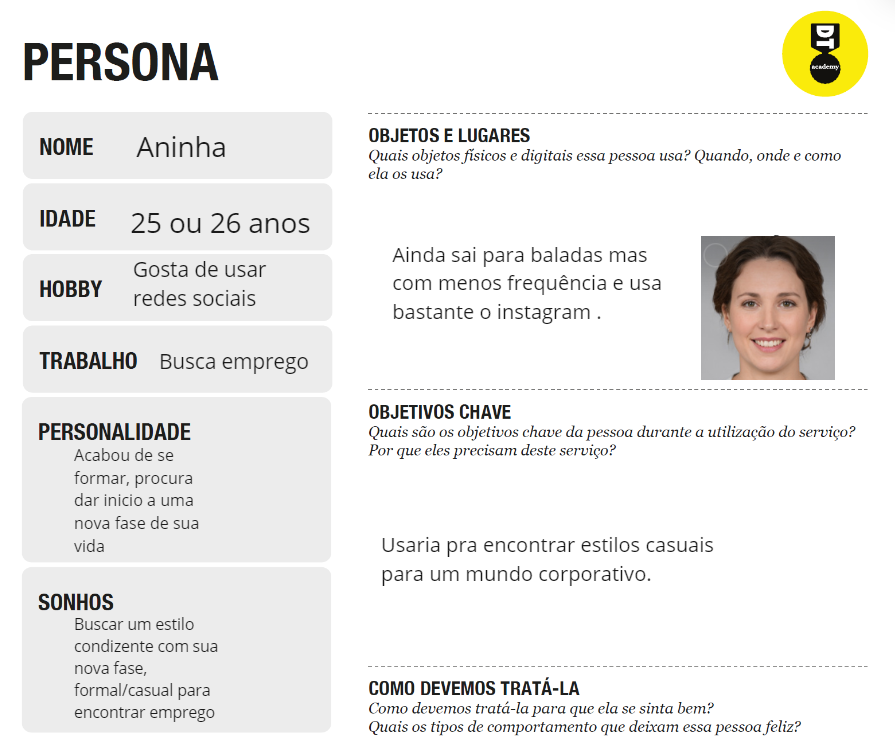 PERSONA
DT
academy
NOME Aninha
IDADE 25 ou 26 anos
HOBBY Gosta de usar
redes sociais
TRABALHO Busca emprego
PERSONALIDADE
Acabou de se
formar, procura
dar inicio a uma
nova fase de sua
vida
SONHOS
Buscar um estilo
condizente com sua
nova fase,
formal/casual para
encontrar emprego
OBJETOS E LUGARES
Quais objetos físicos e digitais essa pessoa usa? Quando, onde e como
ela os usa?
Ainda sai para baladas mas
com menos frequência e usa
bastante o instagram .
OBJETIVOS CHAVE
Quais são os objetivos chave da pessoa durante a utilização do serviço?
Por que eles precisam deste serviço?
Usaria pra encontrar estilos casuais
para um mundo corporativo.
COMO DEVEMOS TRATÁ-LA
Como devemos tratá-la para que ela se sinta bem?
Quais os tipos de comportamento que deixam essa pessoa feliz?